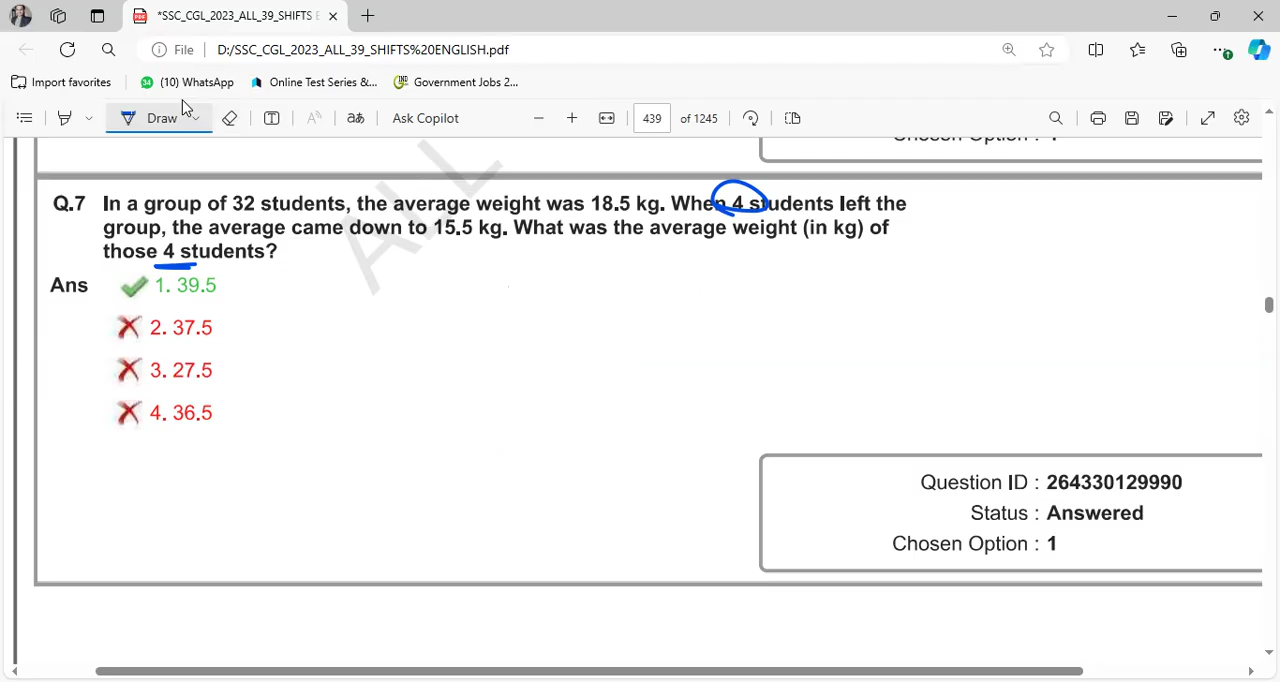 *SSC_CGL_2023_ALL_39_SHIFTS E
File
D:/SSC_CGL_2023_ALL_39_SHIFTS%20ENGLISH.pdf
Import favorites
34
(10) WhatsApp
Online Test Series &...
Government Jobs 2...
Draw
Ask Copilot
439
of 1245
Chosen Option :
ALL
Q.7 In a group of 32 students, the average weight was 18.5 kg. When 4 students left the
group, the average came down to 15.5 kg. What was the average weight (in kg) of
those 4 students?
Ans
1. 39.5
2. 37.5
3. 27.5
4. 36.5
Question ID : 264330129990
Status : Answered
Chosen Option : 1